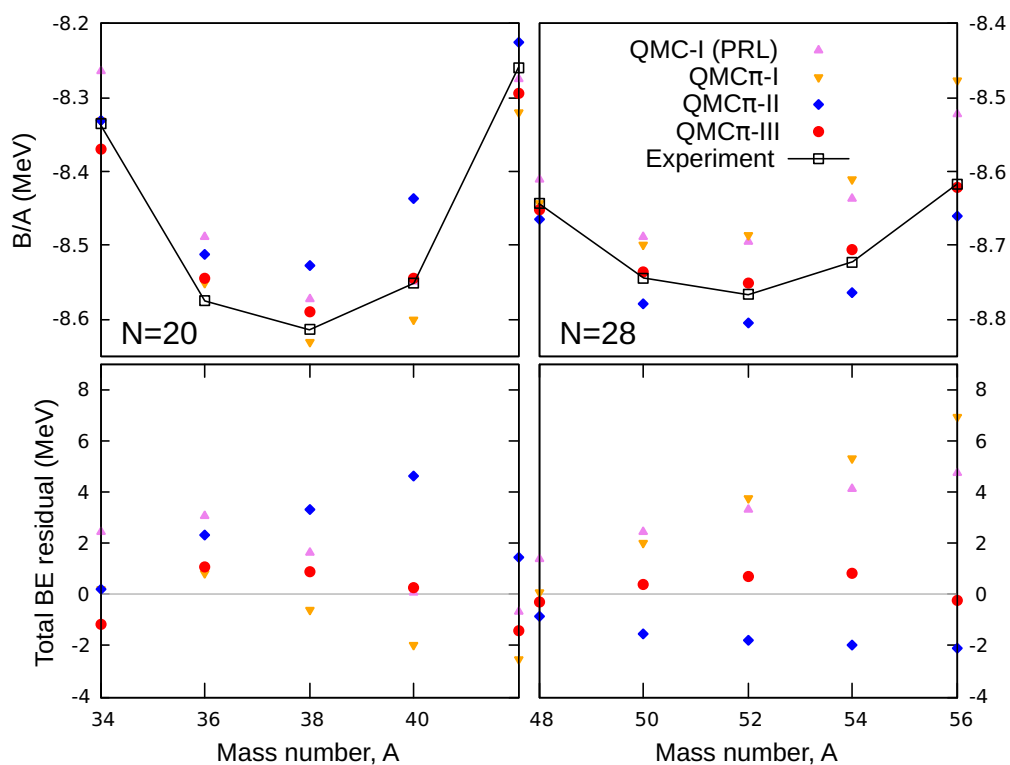 -8.2
-8.3
-8.4
-8.5
-8.6
B/A (MeV)
N=20
QMC-I (PRL)
QMCπ-I
QMCπ-II
QMCπ-III
Experiment
N=28
-8.4
-8.5
-8.6
-8.7
-8.8
8
6
4
2
0
-2
-4
Total BE residual (MeV)
8
6
4
2
0
-2
-4
34 36 38 40
48 50 52 54 56
Mass number, A
Mass number, A